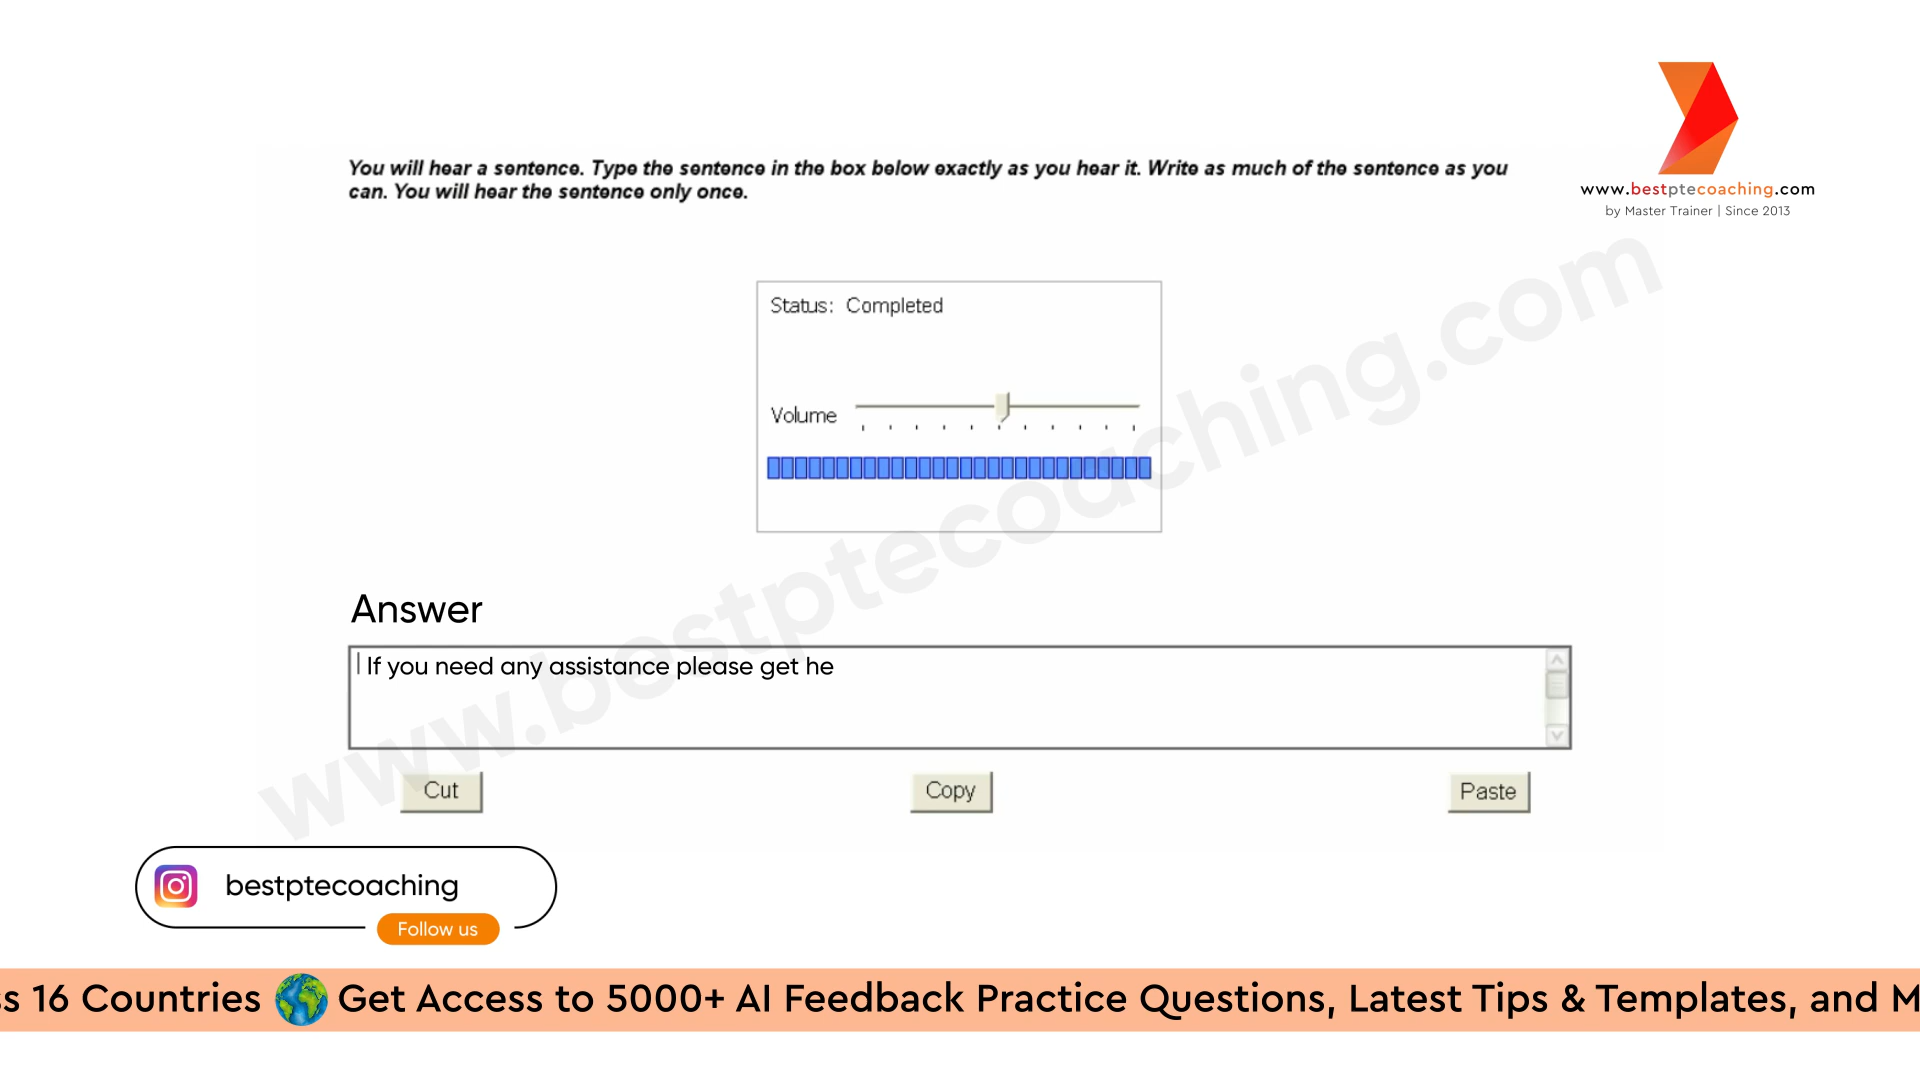 You will hear a sentence. Type the sentence in the box below exactly as you hear it. Write as much of the sentence as you
can. You will hear the sentence only once.
www.bestptecoaching.com
by Master Trainer | Since 2013
Status: Completed
Volume
www.bestptecoaching.com
Answer
If you need any assistance please get he
Cut Copy Paste
bestptecoaching
Follow us
s 16 Countries Get Access to 5000+ AI Feedback Practice Questions, Latest Tips & Templates, and M